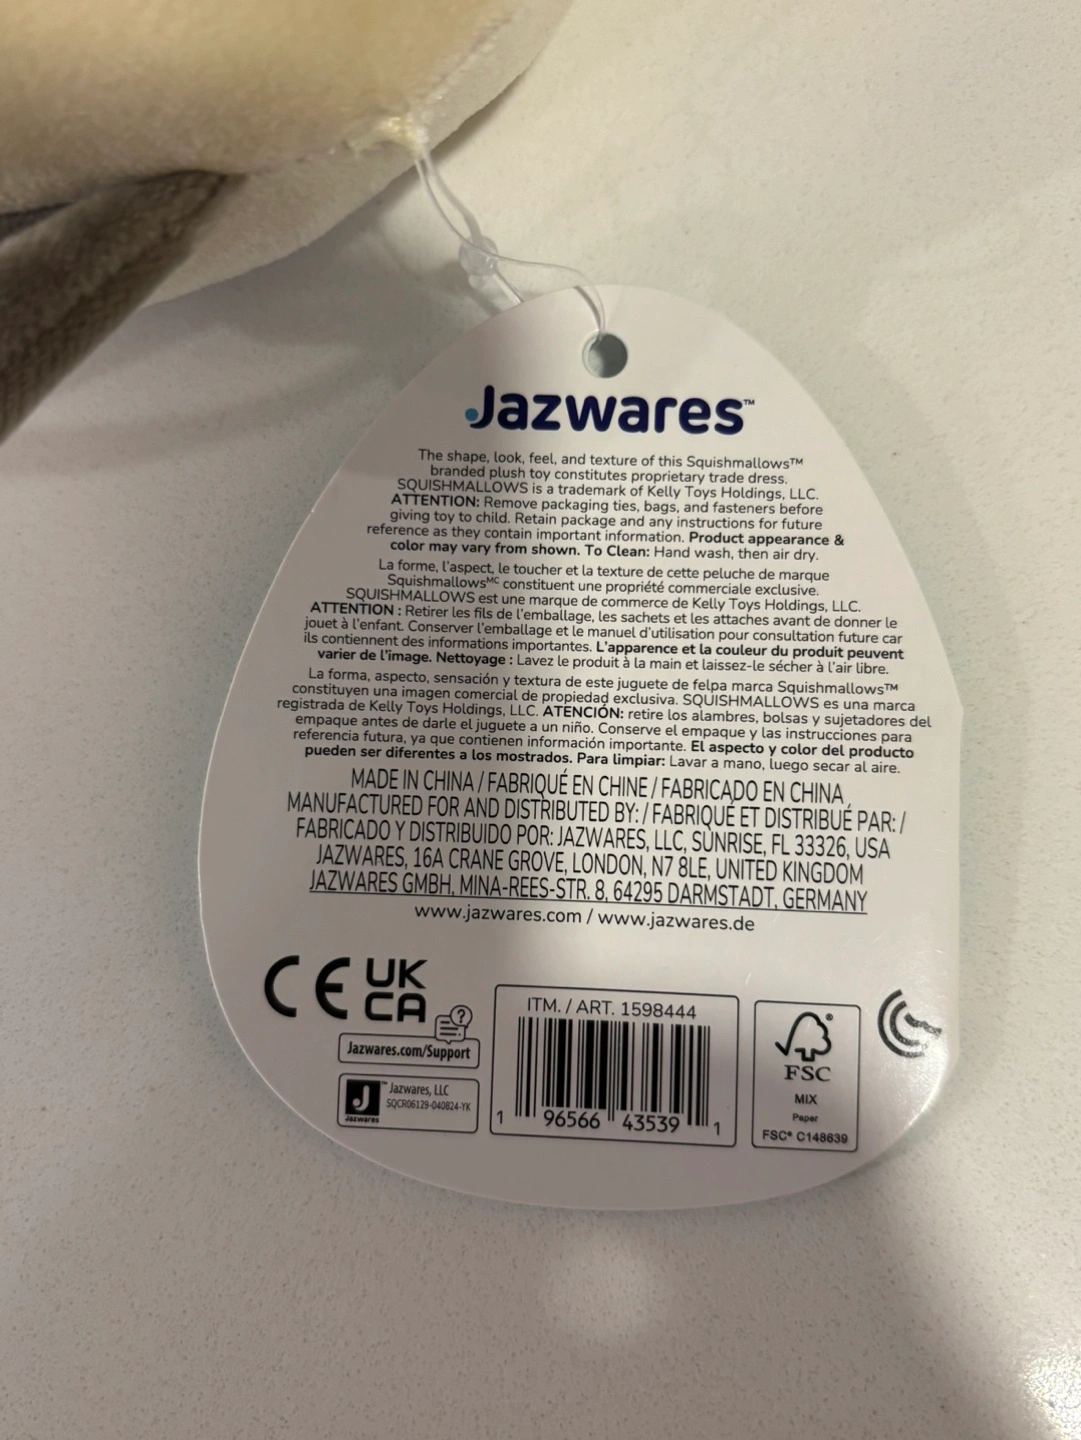 Jazwares™
The shape, look, feel, and texture of this Squishmallows™
branded plush toy constitutes proprietary trade dress.
SQUISHMALLOWS is a trademark of Kelly Toys Holdings, LLC.
ATTENTION: Remove packaging ties, bags, and fasteners before
giving toy to child. Retain package and any instructions for future
reference as they contain important information. Product appearance &
color may vary from shown. To Clean: Hand wash, then air dry.
La forme, l'aspect, le toucher et la texture de cette peluche de marque
Squishmallowsᴹᶜ constituent une propriété commerciale exclusive.
SQUISHMALLOWS est une marque de commerce de Kelly Toys Holdings, LLC.
ATTENTION : Retirer les fils de l'emballage, les sachets et les attaches avant de donner le
jouet à l'enfant. Conserver l'emballage et le manuel d'utilisation pour consultation future car
ils contiennent des informations importantes. L'apparence et la couleur du produit peuvent
varier de l'image. Nettoyage : Lavez le produit à la main et laissez-le sécher à l'air libre.
La forma, aspecto, sensación y textura de este juguete de felpa marca Squishmallows™
constituyen una imagen comercial de propiedad exclusiva. SQUISHMALLOWS es una marca
registrada de Kelly Toys Holdings, LLC. ATENCIÓN: retire los alambres, bolsas y sujetadores del
empaque antes de darle el juguete a un niño. Conserve el empaque y las instrucciones para
referencia futura, ya que contienen información importante. El aspecto y color del producto
pueden ser diferentes a los mostrados. Para limpiar: Lavar a mano, luego secar al aire.
MADE IN CHINA / FABRIQUÉ EN CHINE / FABRICADO EN CHINA
MANUFACTURED FOR AND DISTRIBUTED BY: / FABRIQUÉ ET DISTRIBUÉ PAR: /
FABRICADO Y DISTRIBUIDO POR: JAZWARES, LLC, SUNRISE, FL 33326, USA
JAZWARES, 16A CRANE GROVE, LONDON, N7 8LE, UNITED KINGDOM
JAZWARES GMBH, MINA-REES-STR. 8, 64295 DARMSTADT, GERMANY
www.jazwares.com / www.jazwares.de
CE
UK
CA
?
Jazwares.com/Support
J™
Jazwares
Jazwares, LLC
SQCR06129-040824-YK
ITM. / ART. 1598444
1 96566 43539 1
FSC®
MIX
Paper
FSC® C148639